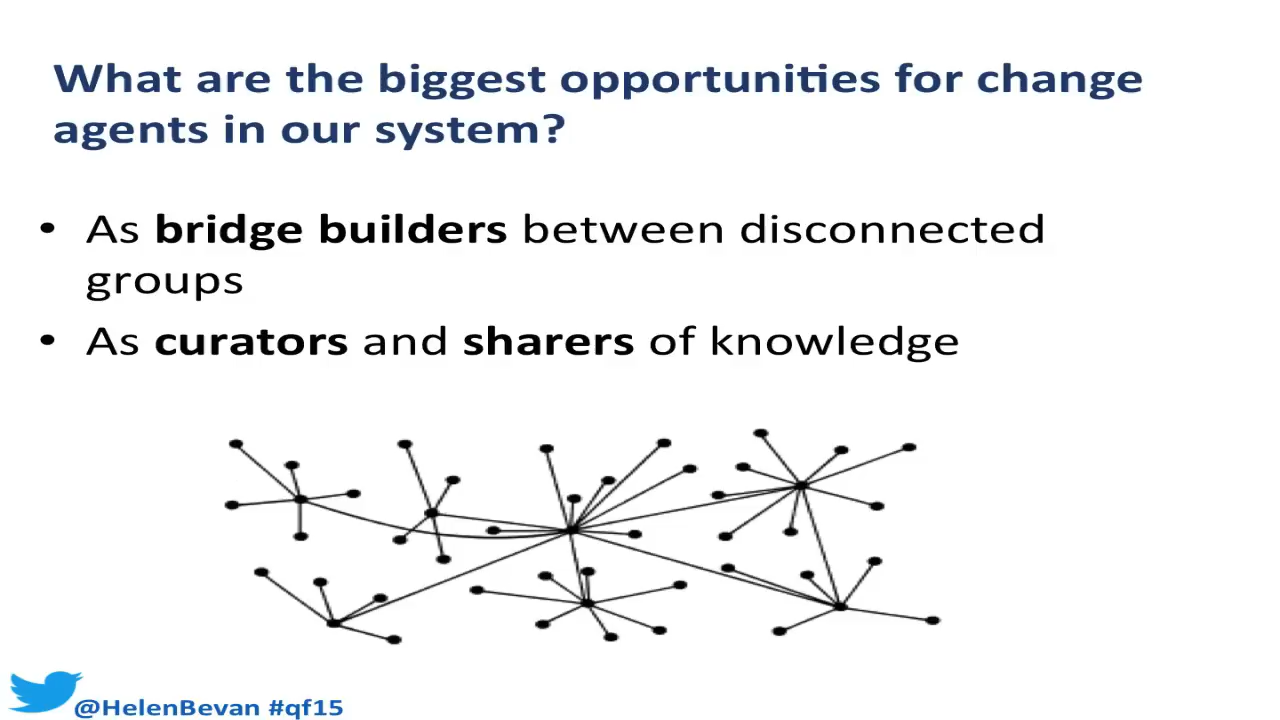 What are the biggest opportunities for change
agents in our system?
• As bridge builders between disconnected
groups
• As curators and sharers of knowledge
@HelenBevan #qf15